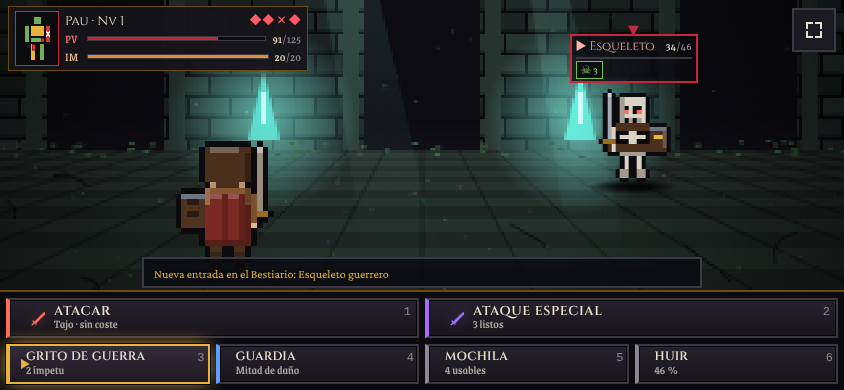 Pau · Nv 1
PV 91/125
IM 20/20
Esqueleto 34/46
3
Nueva entrada en el Bestiario: Esqueleto guerrero
ATACAR 1
Tajo · sin coste
ATAQUE ESPECIAL 2
3 listos
GRITO DE GUERRA 3
2 ímpetu
GUARDIA 4
Mitad de daño
MOCHILA 5
4 usables
HUIR 6
46 %